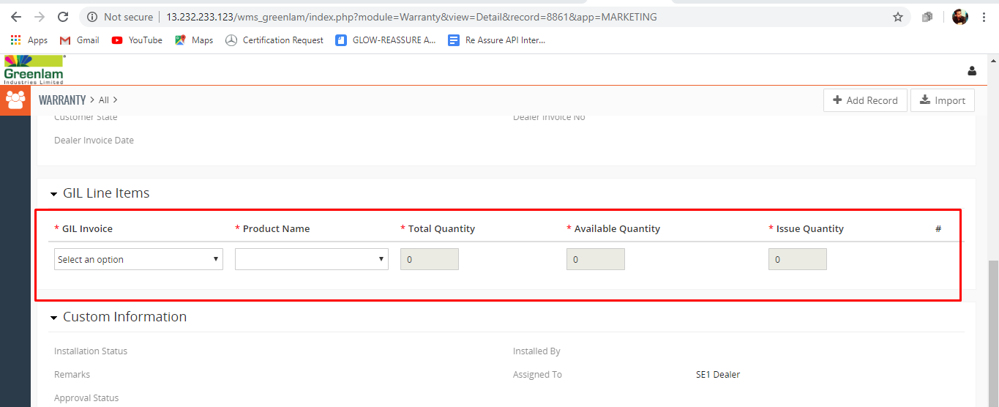 Not secure 13.232.233.123/wms_greenlam/index.php?module=Warranty&view=Detail&record=8861&app=MARKETING
Apps Gmail YouTube Maps Certification Request GLOW-REASSURE A... Re Assure API Inter...
Greenlam
Industries Limited
WARRANTY > All > Add Record Import
Customer State Dealer Invoice No
Dealer Invoice Date
GIL Line Items
* GIL Invoice * Product Name * Total Quantity * Available Quantity * Issue Quantity #
Select an option 0 0 0
Custom Information
Installation Status Installed By
Remarks Assigned To SE1 Dealer
Approval Status